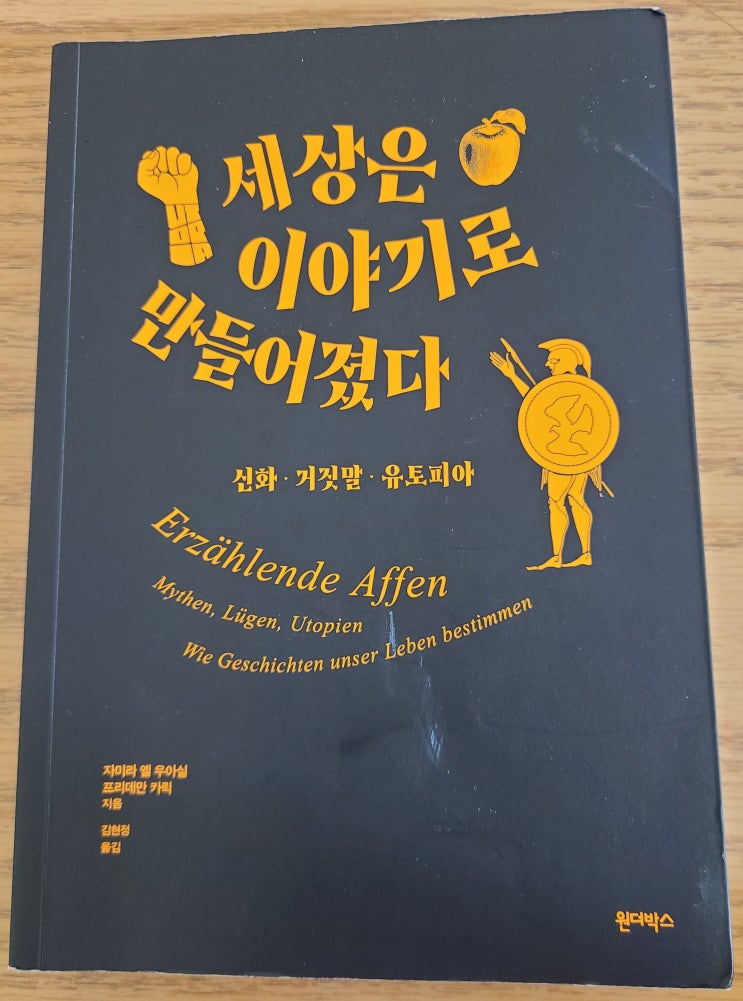 세상은
이야기로
만들어졌다
신화 · 거짓말 · 유토피아
Erzählende Affen
Mythen, Lügen, Utopien
Wie Geschichten unser Leben bestimmen
자미라 엘 우아실
프리데만 카릭
지음
김현정
옮김
원더박스